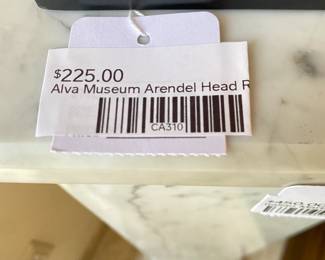 $225.00
Alva Museum Arendel Head R
CA310